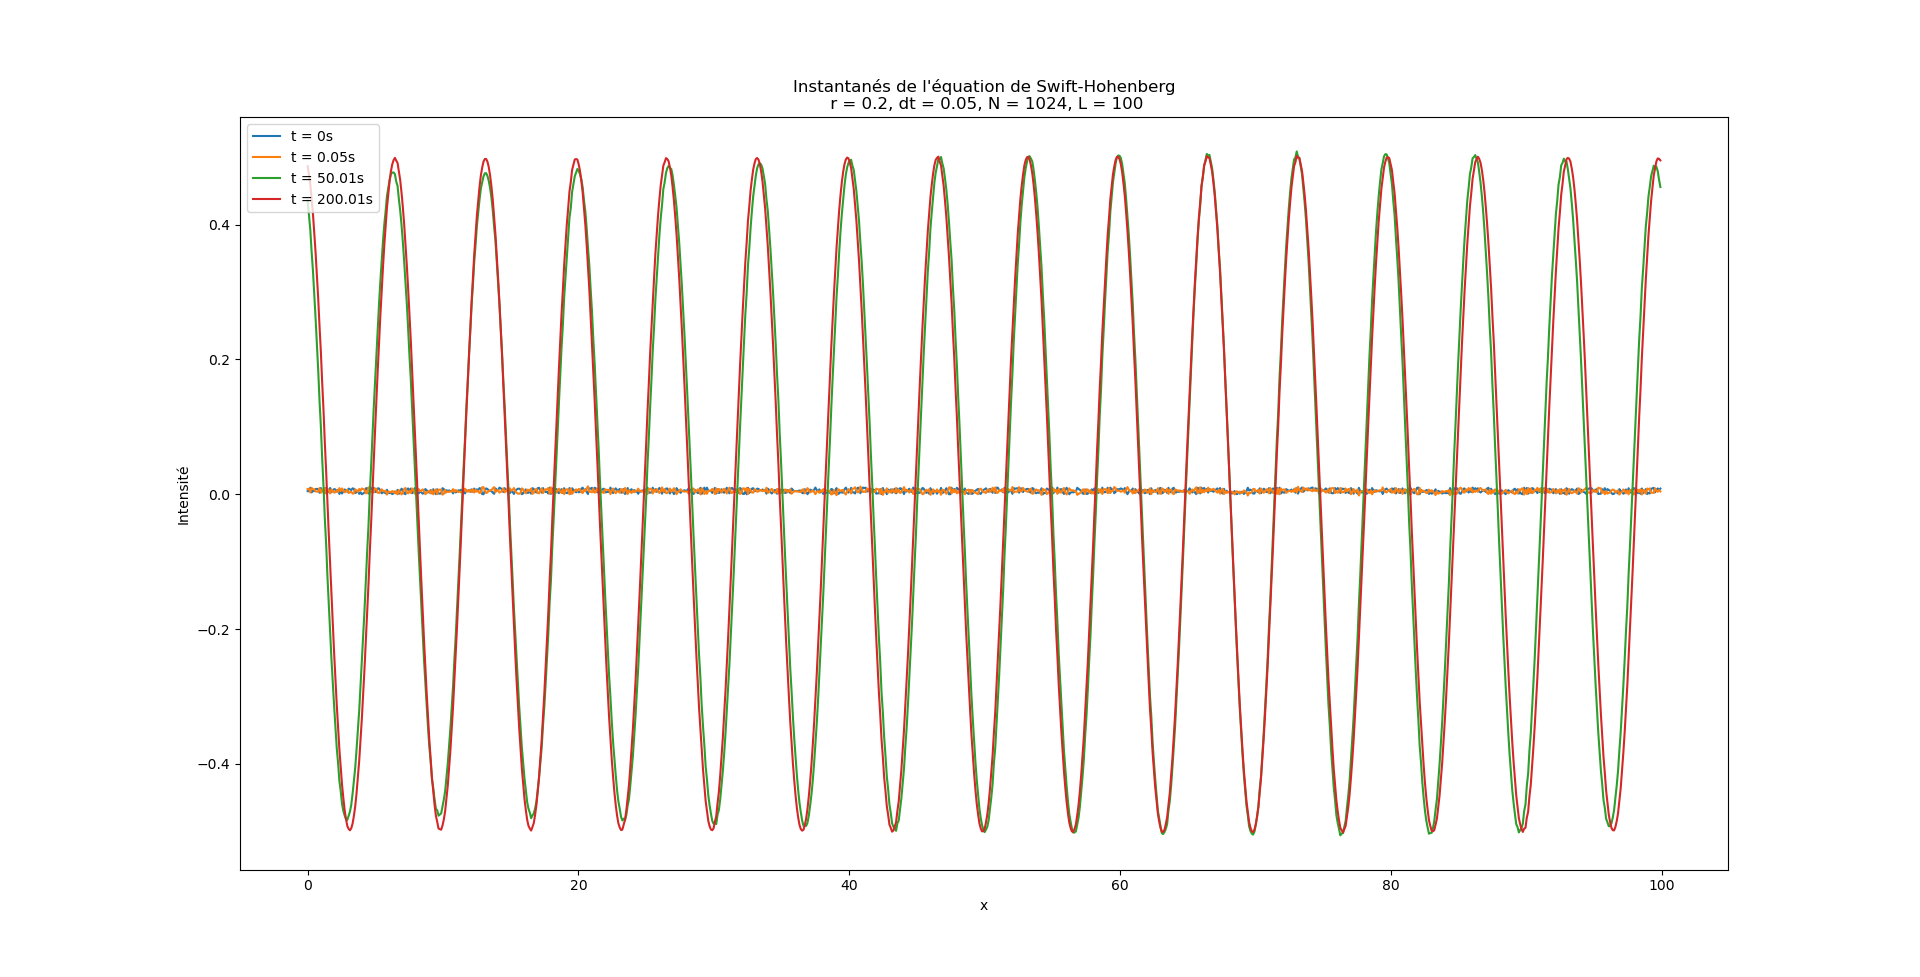 Instantanés de l'équation de Swift-Hohenberg
r = 0.2, dt = 0.05, N = 1024, L = 100
t = 0s
t = 0.05s
t = 50.01s
t = 200.01s
0.4
0.2
0.0
−0.2
−0.4
Intensité
0 20 40 60 80 100
x